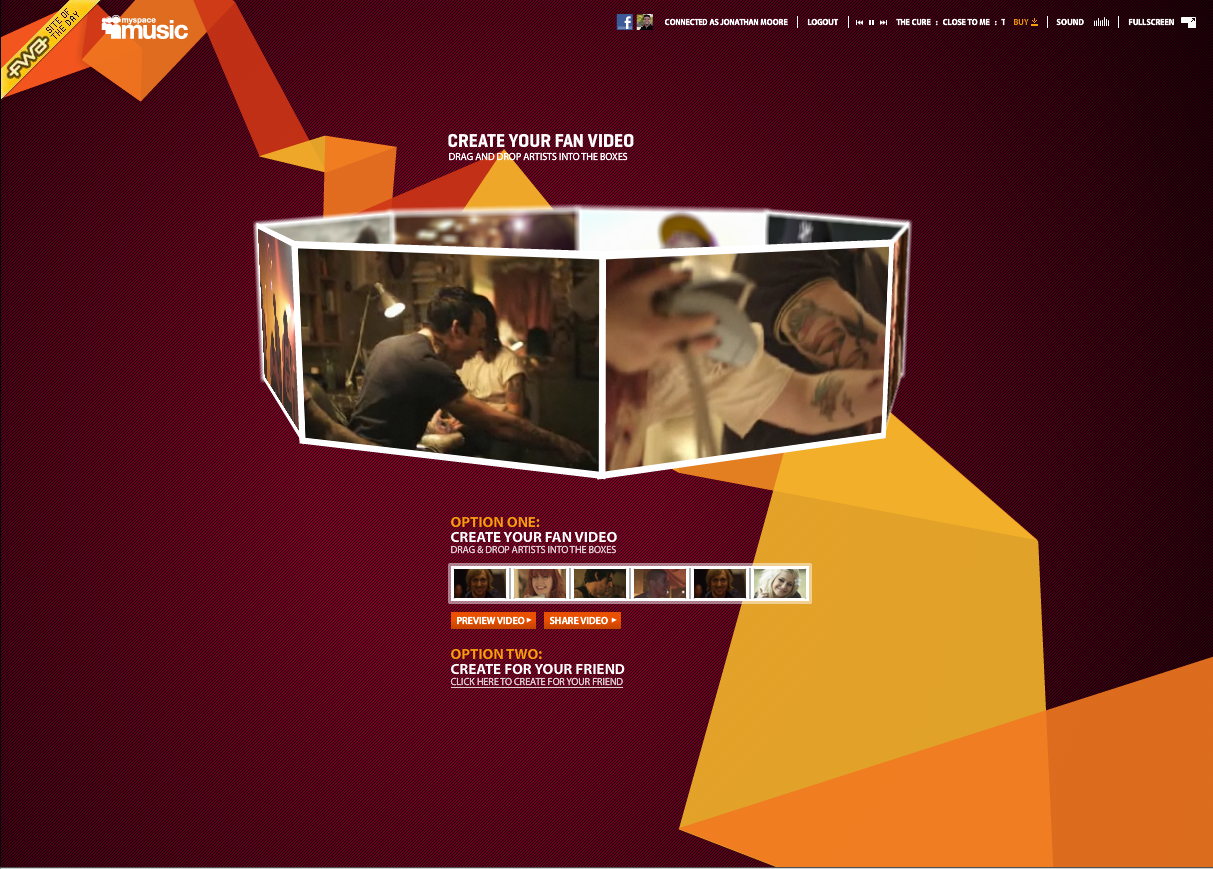 SITE OF
THE DAY
fwa
myspace
music
CONNECTED AS JONATHAN MOORE
LOGOUT
THE CURE : CLOSE TO ME : T
BUY
SOUND
FULLSCREEN
CREATE YOUR FAN VIDEO
DRAG AND DROP ARTISTS INTO THE BOXES
OPTION ONE:
CREATE YOUR FAN VIDEO
DRAG & DROP ARTISTS INTO THE BOXES
PREVIEW VIDEO
SHARE VIDEO
OPTION TWO:
CREATE FOR YOUR FRIEND
CLICK HERE TO CREATE FOR YOUR FRIEND